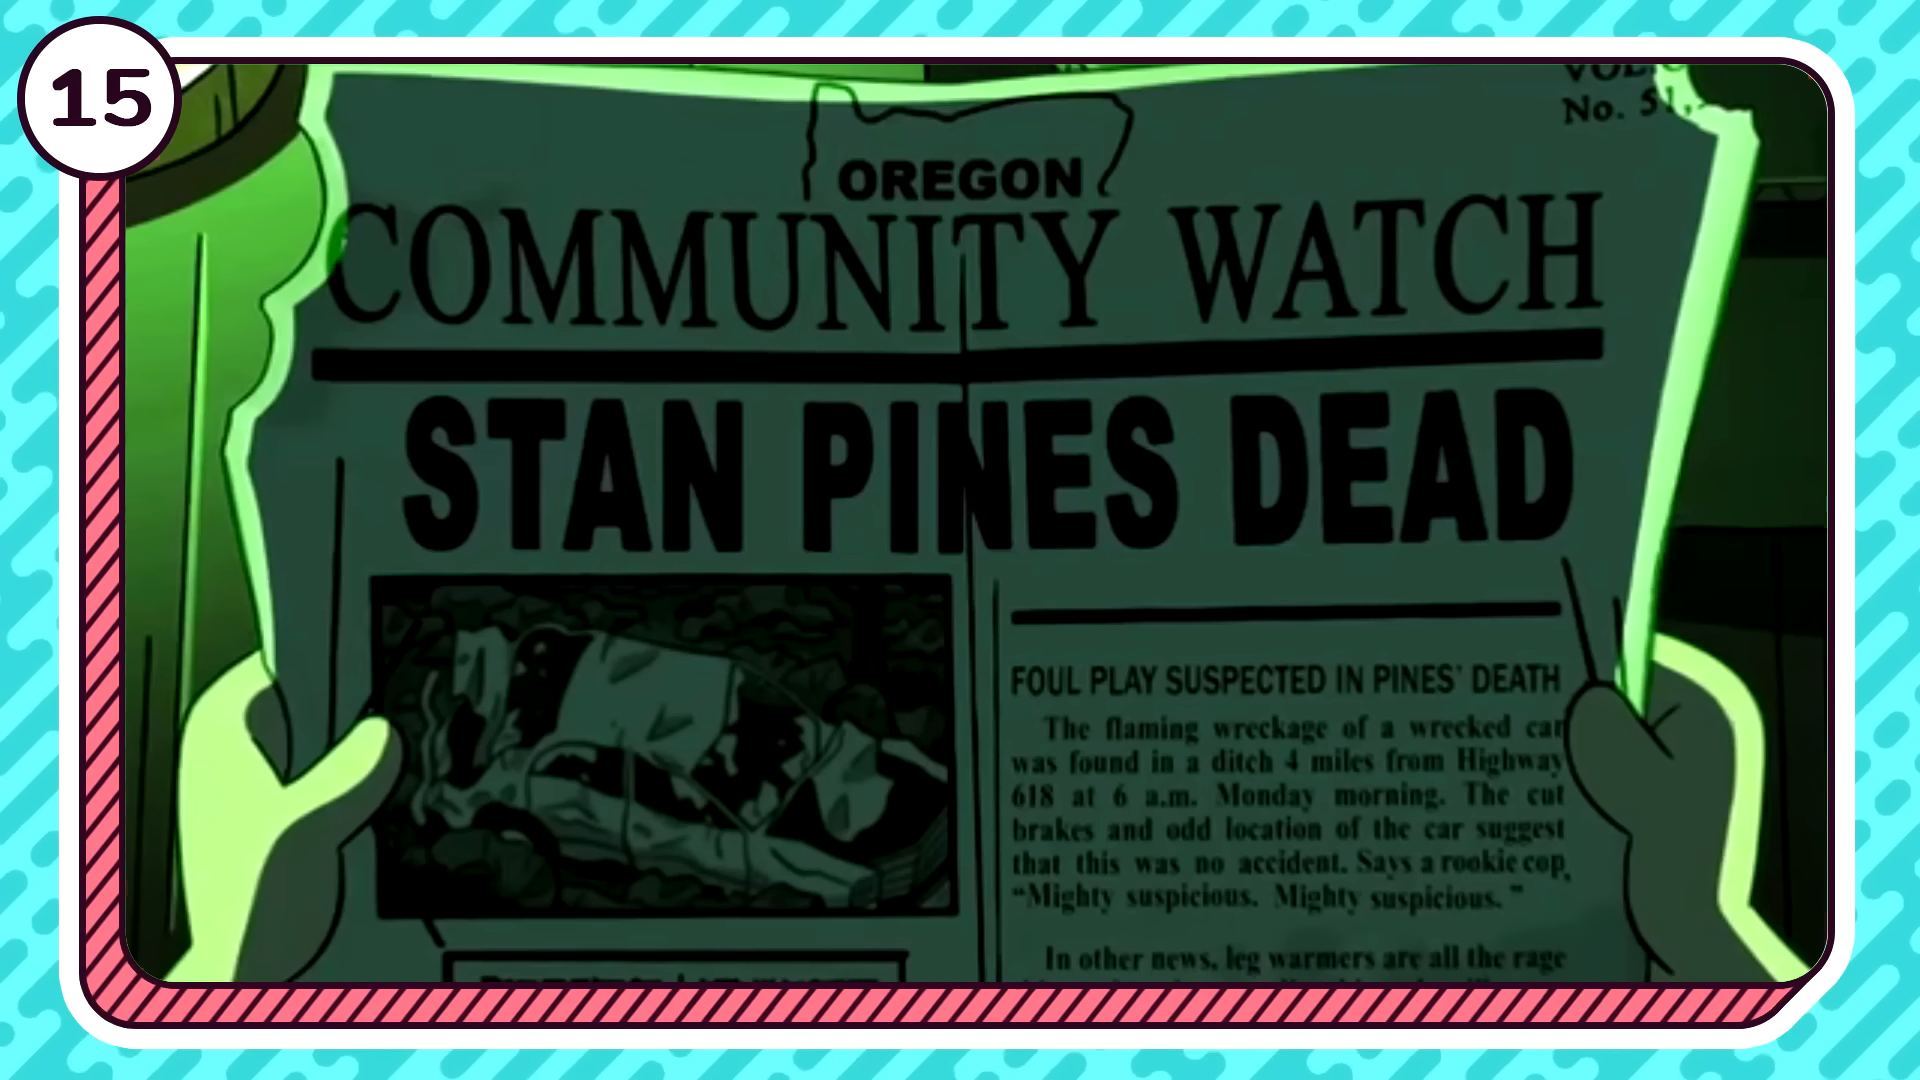 15
VOL.
No. 51,
OREGON
COMMUNITY WATCH
STAN PINES DEAD
FOUL PLAY SUSPECTED IN PINES' DEATH
The flaming wreckage of a wrecked car
was found in a ditch 4 miles from Highway
618 at 6 a.m. Monday morning. The cut
brakes and odd location of the car suggest
that this was no accident. Says a rookie cop,
“Mighty suspicious. Mighty suspicious.”
In other news, leg warmers are all the rage